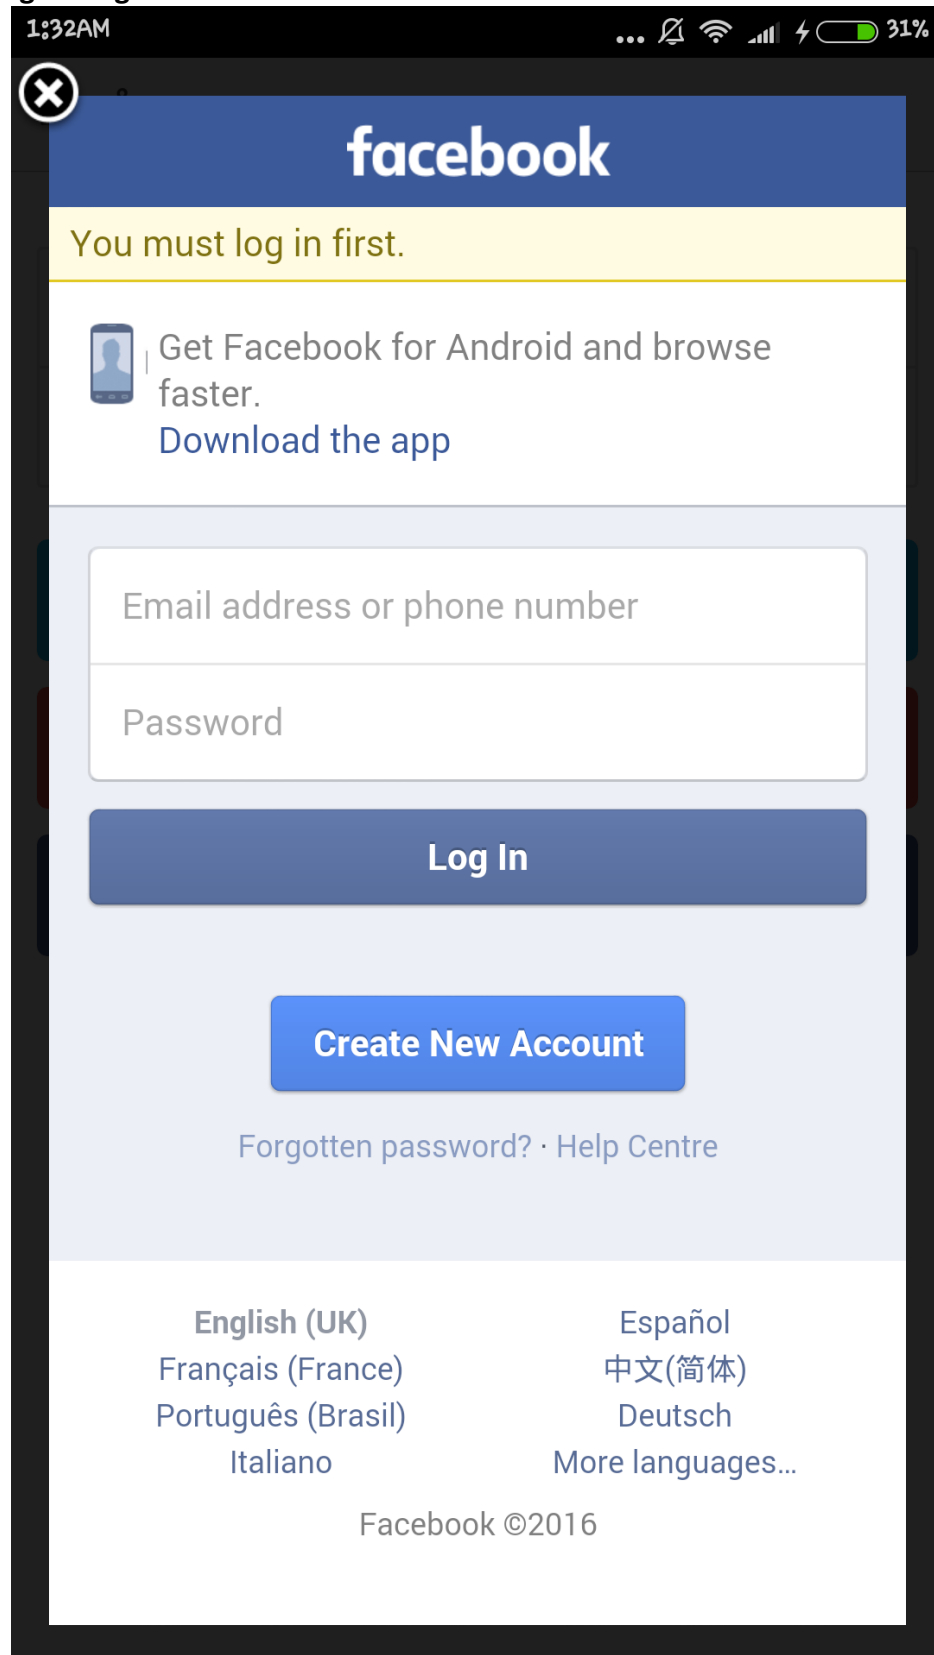 1:32AM
31%
facebook
You must log in first.
Get Facebook for Android and browse
faster.
Download the app
Email address or phone number
Password
Log In
Create New Account
Forgotten password? · Help Centre
English (UK)
Español
Français (France)
中文(简体)
Português (Brasil)
Deutsch
Italiano
More languages...
Facebook ©2016